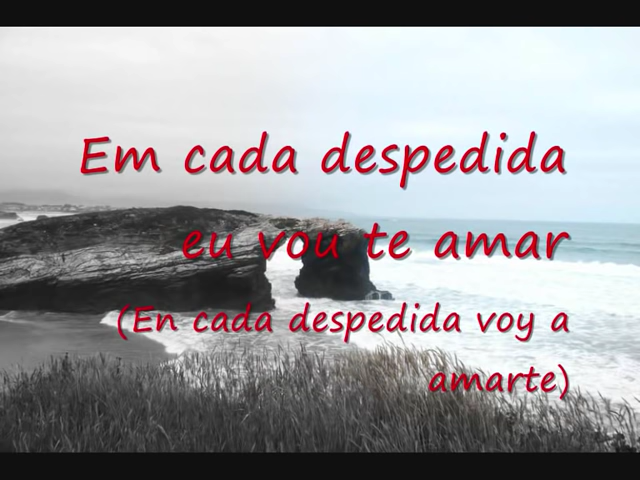 Em cada despedida
eu vou te amar
(En cada despedida voy a
amarte)